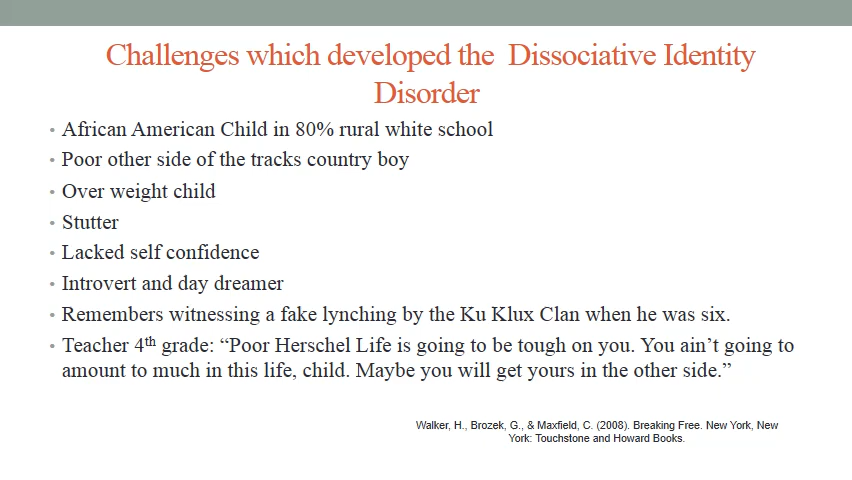 Challenges which developed the Dissociative Identity
Disorder
• African American Child in 80% rural white school
• Poor other side of the tracks country boy
• Over weight child
• Stutter
• Lacked self confidence
• Introvert and day dreamer
• Remembers witnessing a fake lynching by the Ku Klux Clan when he was six.
• Teacher 4th grade: “Poor Herschel Life is going to be tough on you. You ain’t going to
amount to much in this life, child. Maybe you will get yours in the other side.”
Walker, H., Brozek, G., & Maxfield, C. (2008). Breaking Free. New York, New
York: Touchstone and Howard Books.